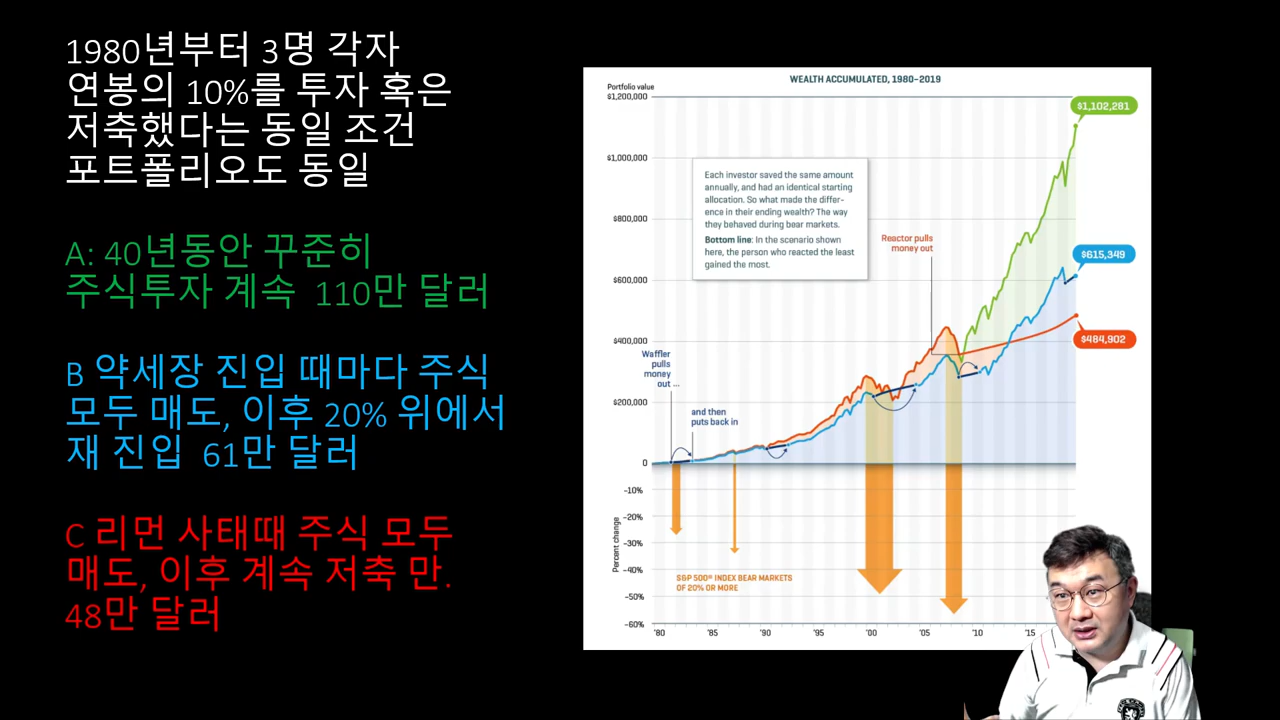 1980년부터 3명 각자
연봉의 10%를 투자 혹은
저축했다는 동일 조건
포트폴리오도 동일
A: 40년동안 꾸준히
주식투자 계속 110만 달러
B 약세장 진입 때마다 주식
모두 매도, 이후 20% 위에서
재 진입 61만 달러
C 리먼 사태때 주식 모두
매도, 이후 계속 저축 만.
48만 달러
WEALTH ACCUMULATED, 1980–2019
Portfolio value
$1,200,000
$1,102,281
$1,000,000
Each investor saved the same amount
annually, and had an identical starting
allocation. So what made the differ-
ence in their ending wealth? The way
they behaved during bear markets.
Bottom line: In the scenario shown
here, the person who reacted the least
gained the most.
$800,000
Reactor pulls
money out
$615,349
$600,000
$400,000
$484,902
Waffler
pulls
money
out ...
$200,000
and then
puts back in
0
–10%
–20%
–30%
–40%
–50%
–60%
Percent change
S&P 500® INDEX BEAR MARKETS
OF 20% OR MORE
'80 '85 '90 '95 '00 '05 '10 '15